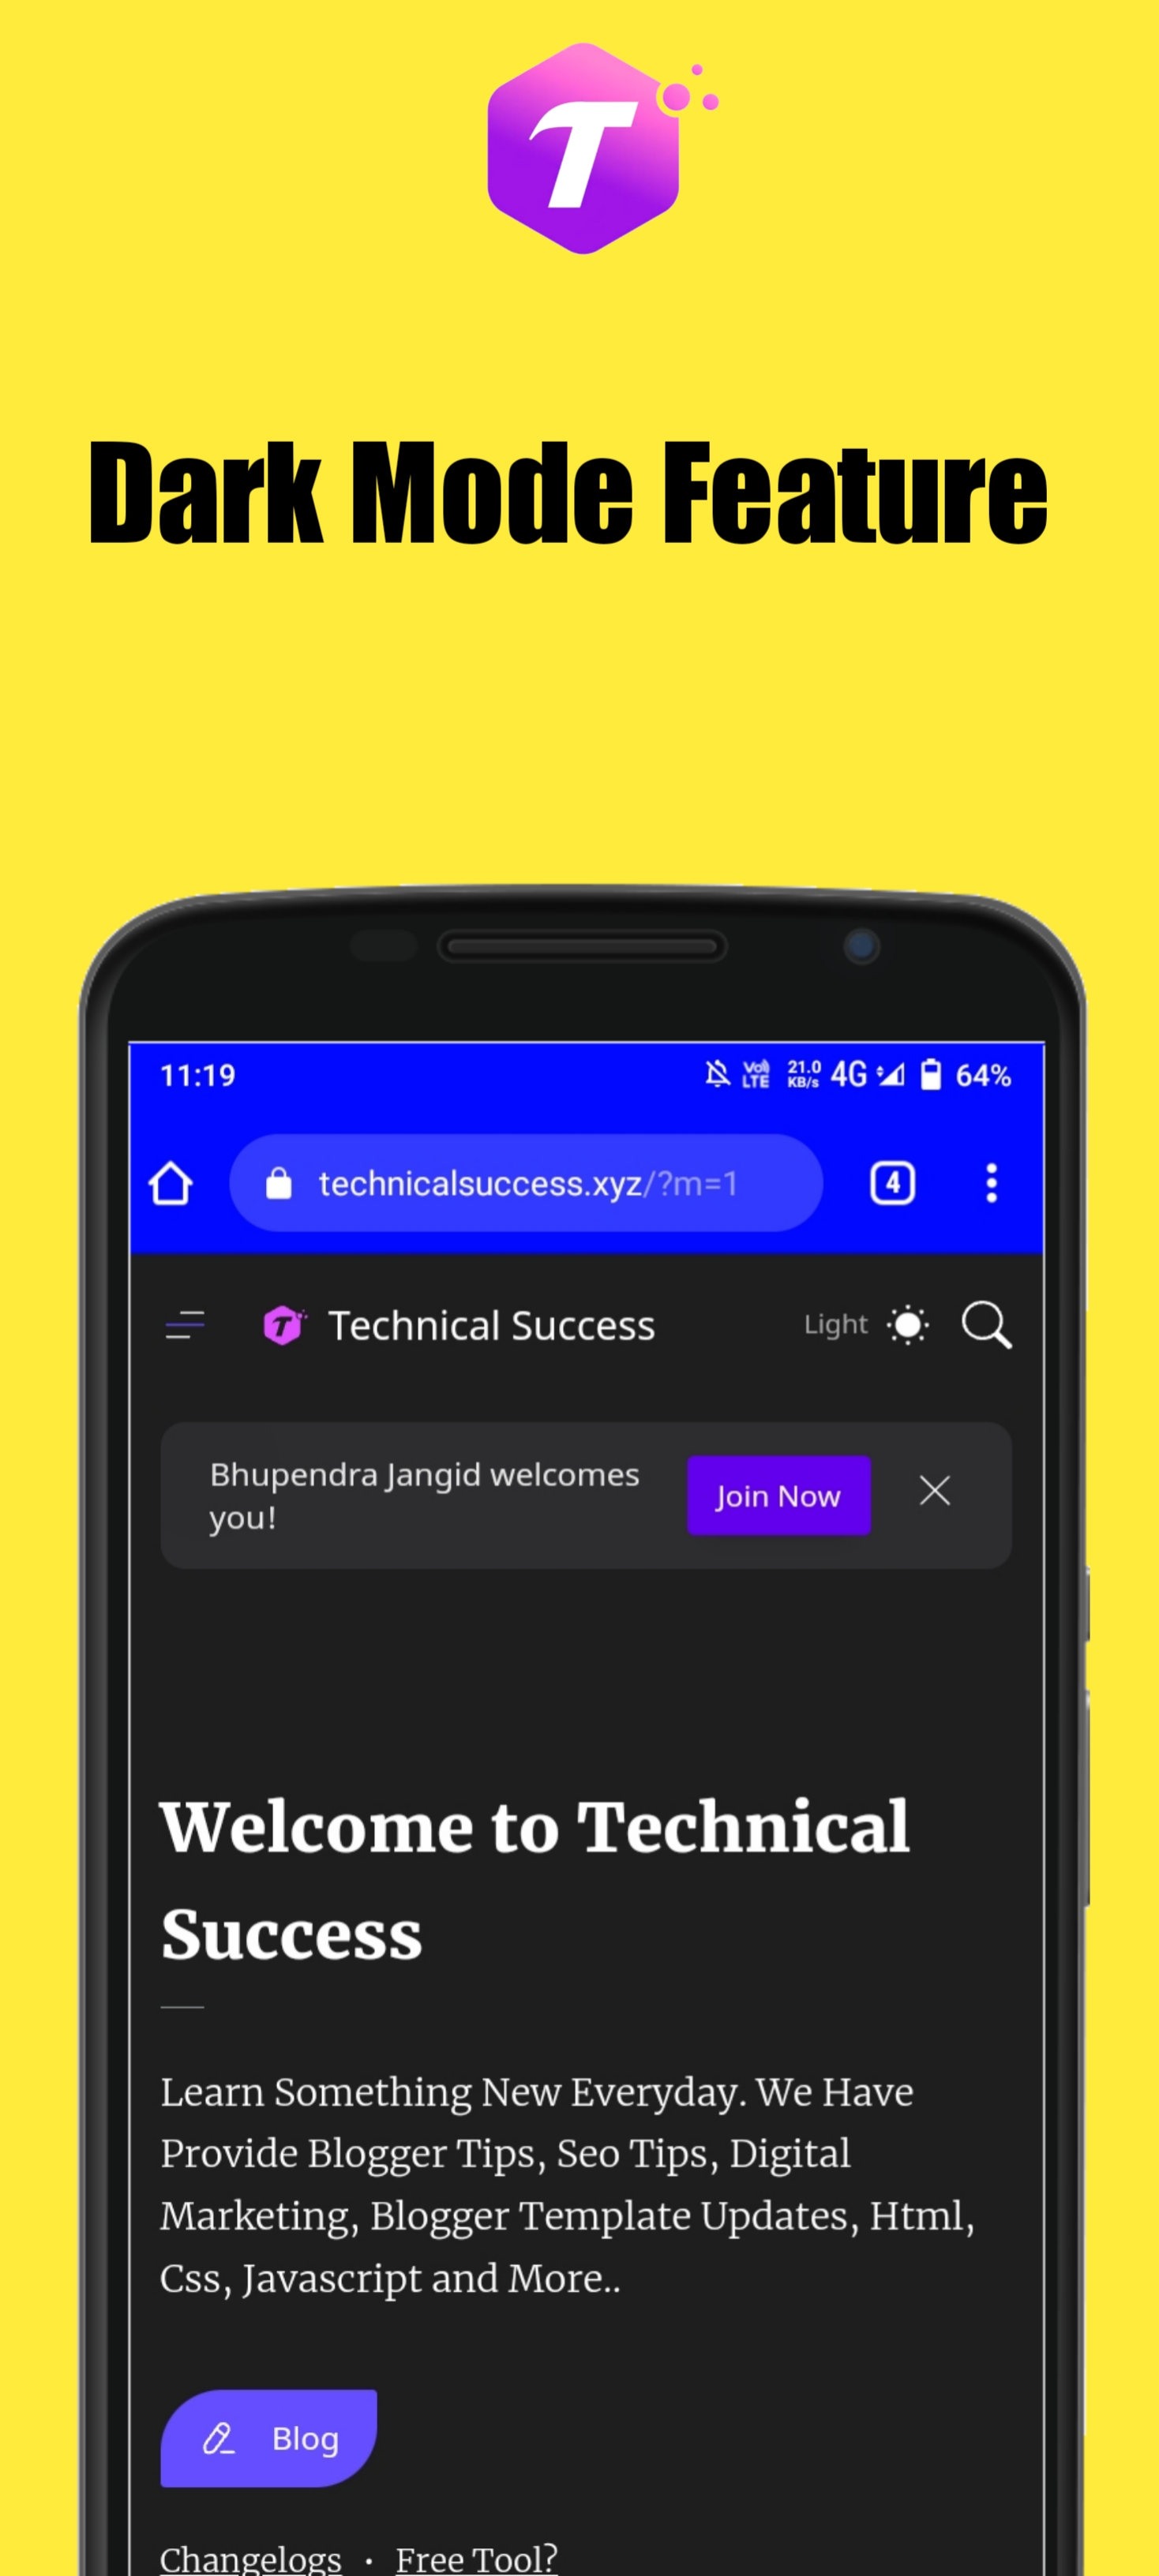 T
Dark Mode Feature
11:19 Vo) LTE 21.0 KB/s 4G 64%
technicalsuccess.xyz/?m=1 4
T Technical Success Light
Bhupendra Jangid welcomes
you!
Join Now
Welcome to Technical
Success
Learn Something New Everyday. We Have
Provide Blogger Tips, Seo Tips, Digital
Marketing, Blogger Template Updates, Html,
Css, Javascript and More..
Blog
Changelogs · Free Tool?